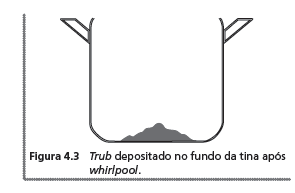 Figura 4.3 Trub depositado no fundo da tina após
whirlpool.